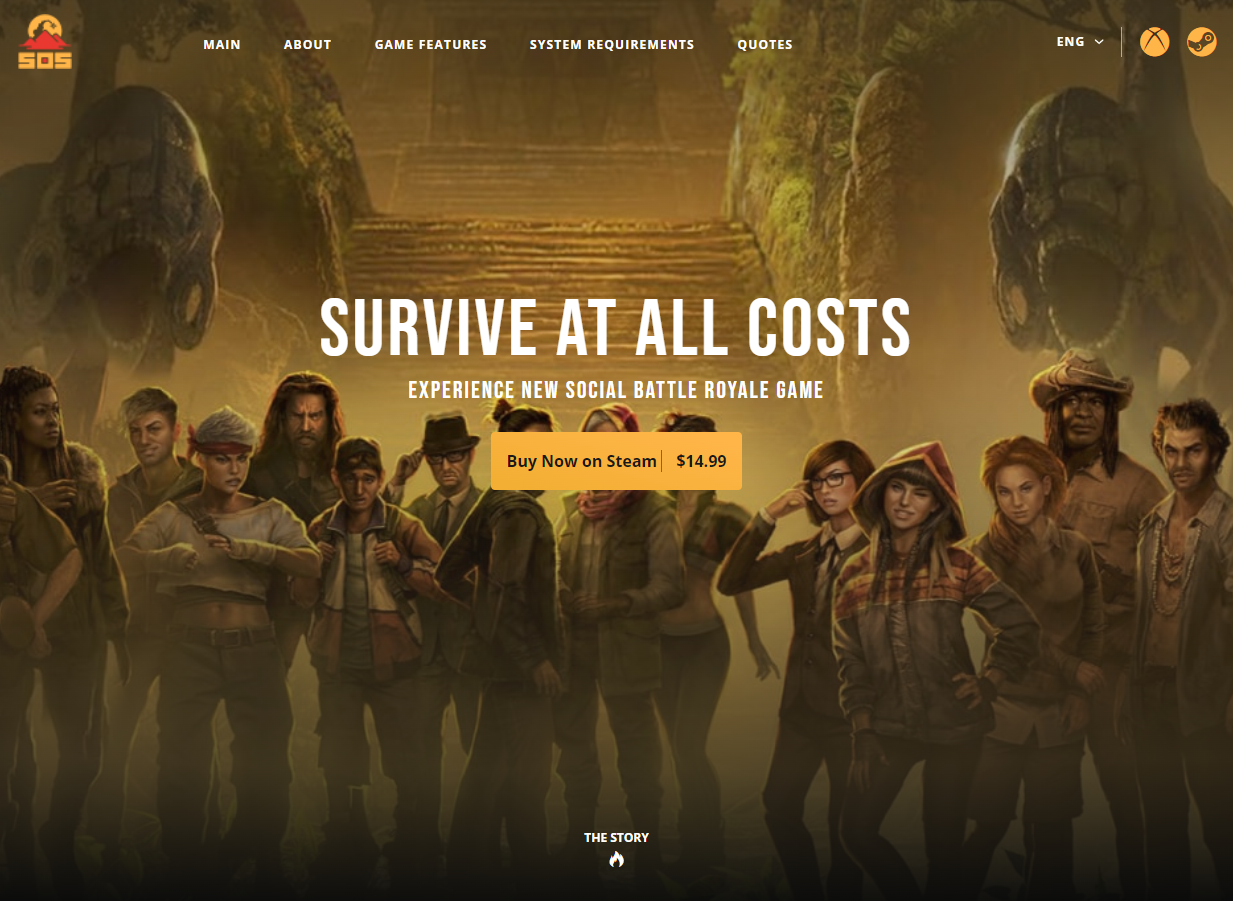 SOS
MAIN
ABOUT
GAME FEATURES
SYSTEM REQUIREMENTS
QUOTES
ENG
SURVIVE AT ALL COSTS
EXPERIENCE NEW SOCIAL BATTLE ROYALE GAME
Buy Now on Steam $14.99
THE STORY